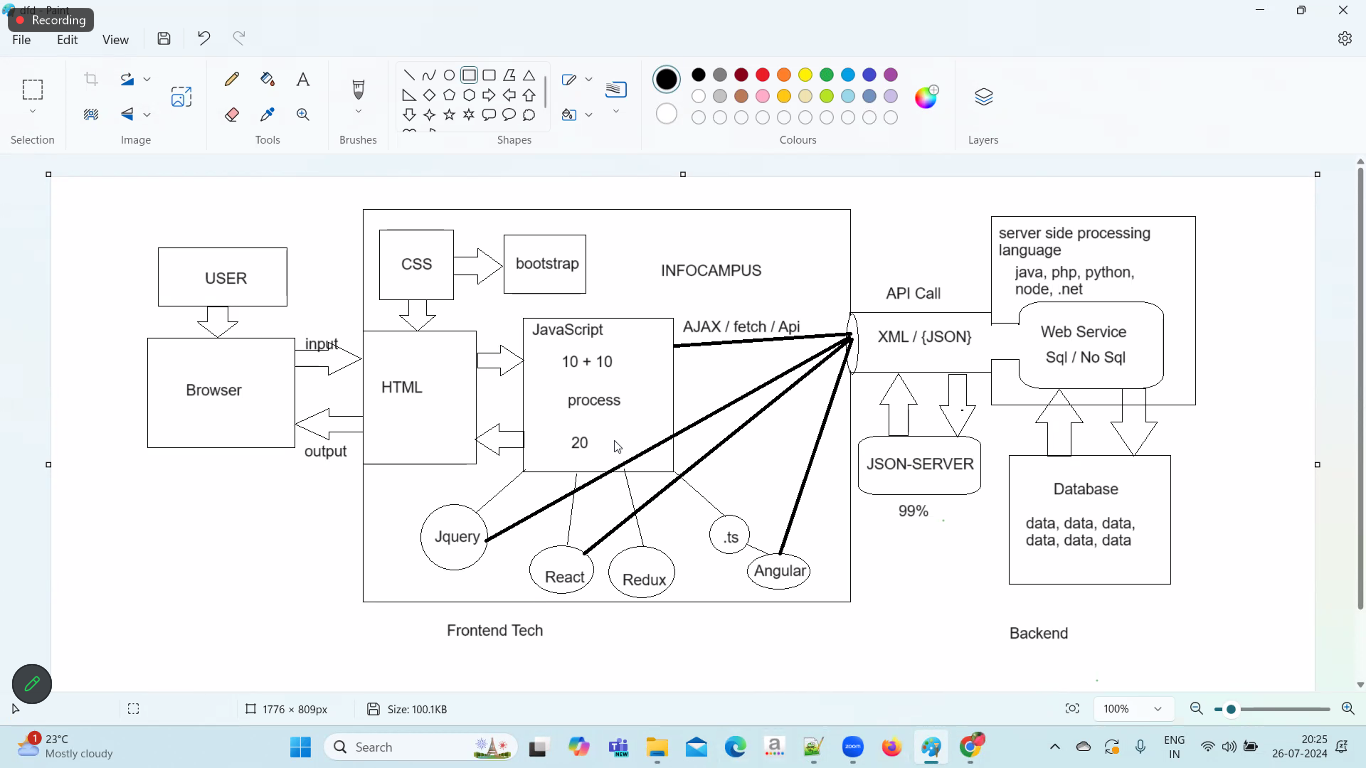 dfd - Paint
Recording
File
Edit
View
Selection
Image
Tools
Brushes
Shapes
Colours
Layers
USER
Browser
input
output
CSS
bootstrap
INFOCAMPUS
HTML
JavaScript
10 + 10
process
20
AJAX / fetch / Api
Jquery
React
Redux
.ts
Angular
Frontend Tech
API Call
XML / {JSON}
JSON-SERVER
99%
server side processing
language
java, php, python,
node, .net
Web Service
Sql / No Sql
Database
data, data, data,
data, data, data
Backend
1776 × 809px
Size: 100.1KB
100%
1
23°C
Mostly cloudy
Search
NEW
a
zoom
ENG
IN
20:25
26-07-2024